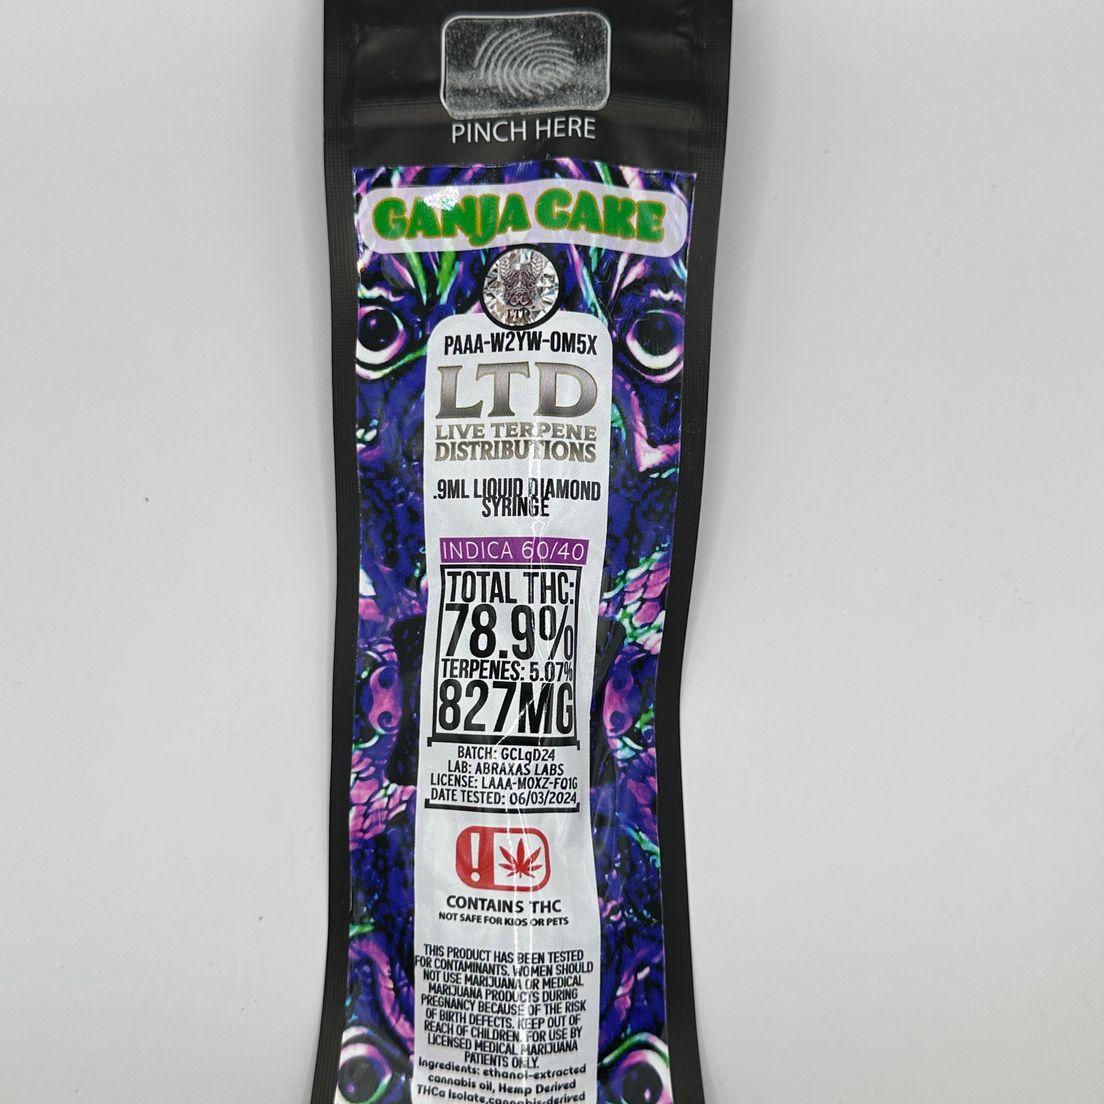 PINCH HERE
GANJA CAKE
LTD
PAAA-W2YW-OM5X
LTD
LIVE TERPENE
DISTRIBUTIONS
.9ML LIQUID DIAMOND
SYRINGE
INDICA 60/40
TOTAL THC:
78.9%
TERPENES: 5.07%
827MG
BATCH: GCLqD24
LAB: ABRAXAS LABS
LICENSE: LAAA-MOXZ-FQ1G
DATE TESTED: 06/03/2024
!
CONTAINS THC
NOT SAFE FOR KIDS OR PETS
THIS PRODUCT HAS BEEN TESTED
FOR CONTAMINANTS. WOMEN SHOULD
NOT USE MARIJUANA OR MEDICAL
MARIJUANA PRODUCTS DURING
PREGNANCY BECAUSE OF THE RISK
OF BIRTH DEFECTS. KEEP OUT OF
REACH OF CHILDREN. FOR USE BY
LICENSED MEDICAL MARIJUANA
PATIENTS ONLY.
Ingredients: ethanol-extracted
cannabis oil, Hemp Derived
THCa Isolate,cannabis-derived